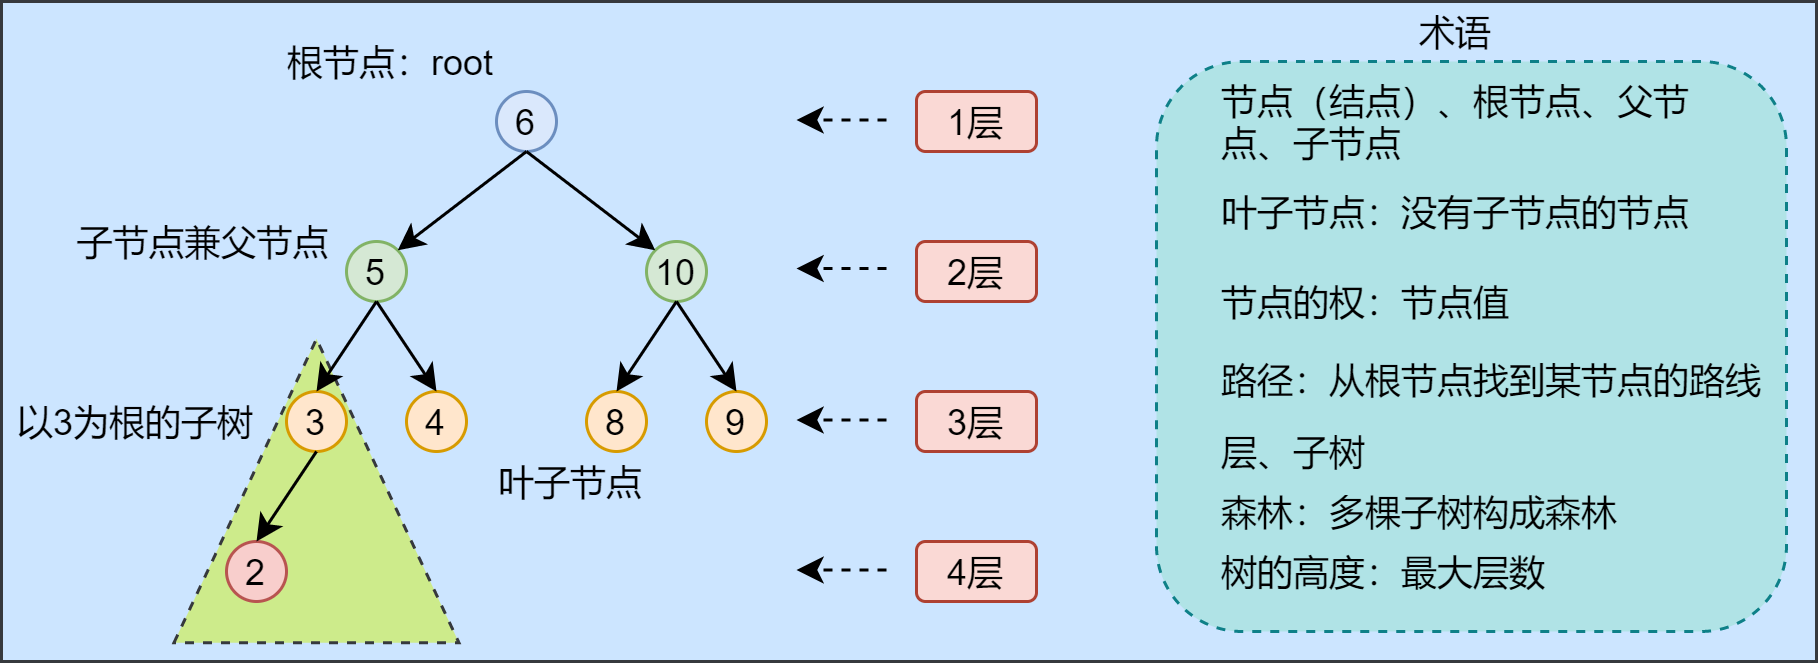 术语
根节点：root
6
1层
节点（结点）、根节点、父节
点、子节点
叶子节点：没有子节点的节点
子节点兼父节点
5
10
2层
节点的权：节点值
路径：从根节点找到某节点的路线
以3为根的子树
3
4
8
9
3层
层、子树
叶子节点
森林：多棵子树构成森林
2
4层
树的高度：最大层数